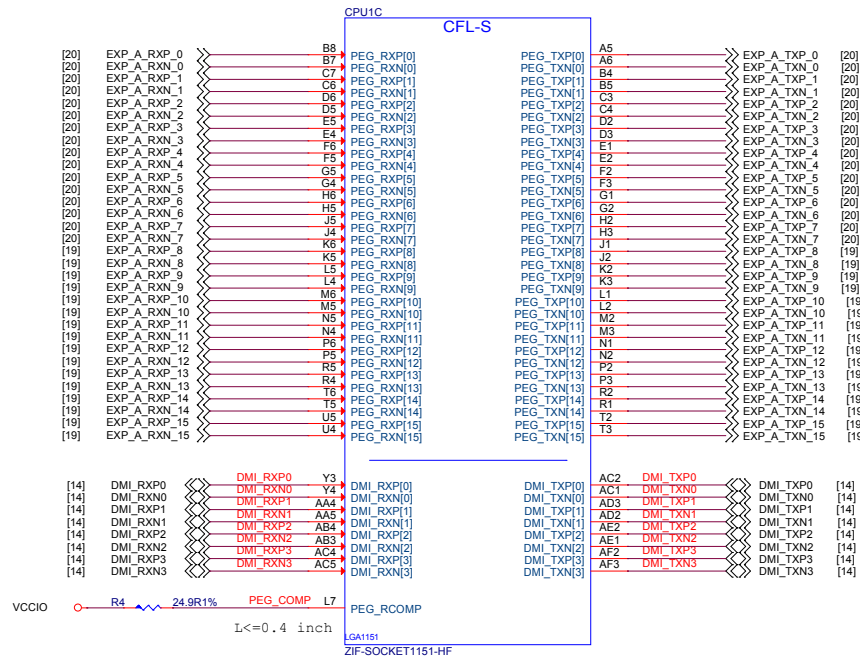 CPU1C
CFL-S
[20] EXP_A_RXP_0 B8 PEG_RXP[0] PEG_TXP[0] A5 EXP_A_TXP_0 [20]
[20] EXP_A_RXN_0 B7 PEG_RXN[0] PEG_TXN[0] A6 EXP_A_TXN_0 [20]
[20] EXP_A_RXP_1 C7 PEG_RXP[1] PEG_TXP[1] B4 EXP_A_TXP_1 [20]
[20] EXP_A_RXN_1 C6 PEG_RXN[1] PEG_TXN[1] B5 EXP_A_TXN_1 [20]
[20] EXP_A_RXP_2 D6 PEG_RXP[2] PEG_TXP[2] C3 EXP_A_TXP_2 [20]
[20] EXP_A_RXN_2 D5 PEG_RXN[2] PEG_TXN[2] C4 EXP_A_TXN_2 [20]
[20] EXP_A_RXP_3 E5 PEG_RXP[3] PEG_TXP[3] D2 EXP_A_TXP_3 [20]
[20] EXP_A_RXN_3 E4 PEG_RXN[3] PEG_TXN[3] D3 EXP_A_TXN_3 [20]
[20] EXP_A_RXP_4 F6 PEG_RXP[4] PEG_TXP[4] E1 EXP_A_TXP_4 [20]
[20] EXP_A_RXN_4 F5 PEG_RXN[4] PEG_TXN[4] E2 EXP_A_TXN_4 [20]
[20] EXP_A_RXP_5 G5 PEG_RXP[5] PEG_TXP[5] F2 EXP_A_TXP_5 [20]
[20] EXP_A_RXN_5 G4 PEG_RXN[5] PEG_TXN[5] F3 EXP_A_TXN_5 [20]
[20] EXP_A_RXP_6 H6 PEG_RXP[6] PEG_TXP[6] G1 EXP_A_TXP_6 [20]
[20] EXP_A_RXN_6 H5 PEG_RXN[6] PEG_TXN[6] G2 EXP_A_TXN_6 [20]
[20] EXP_A_RXP_7 J5 PEG_RXP[7] PEG_TXP[7] H2 EXP_A_TXP_7 [20]
[20] EXP_A_RXN_7 J4 PEG_RXN[7] PEG_TXN[7] H3 EXP_A_TXN_7 [20]
[19] EXP_A_RXP_8 K6 PEG_RXP[8] PEG_TXP[8] J1 EXP_A_TXP_8 [19]
[19] EXP_A_RXN_8 K5 PEG_RXN[8] PEG_TXN[8] J2 EXP_A_TXN_8 [19]
[19] EXP_A_RXP_9 L5 PEG_RXP[9] PEG_TXP[9] K2 EXP_A_TXP_9 [19]
[19] EXP_A_RXN_9 L4 PEG_RXN[9] PEG_TXN[9] K3 EXP_A_TXN_9 [19]
[19] EXP_A_RXP_10 M6 PEG_RXP[10] PEG_TXP[10] L1 EXP_A_TXP_10 [19
[19] EXP_A_RXN_10 M5 PEG_RXN[10] PEG_TXN[10] L2 EXP_A_TXN_10 [19
[19] EXP_A_RXP_11 N5 PEG_RXP[11] PEG_TXP[11] M2 EXP_A_TXP_11 [19
[19] EXP_A_RXN_11 N4 PEG_RXN[11] PEG_TXN[11] M3 EXP_A_TXN_11 [19
[19] EXP_A_RXP_12 P6 PEG_RXP[12] PEG_TXP[12] N1 EXP_A_TXP_12 [19
[19] EXP_A_RXN_12 P5 PEG_RXN[12] PEG_TXN[12] N2 EXP_A_TXN_12 [19
[19] EXP_A_RXP_13 R5 PEG_RXP[13] PEG_TXP[13] P2 EXP_A_TXP_13 [19
[19] EXP_A_RXN_13 R4 PEG_RXN[13] PEG_TXN[13] P3 EXP_A_TXN_13 [19
[19] EXP_A_RXP_14 T6 PEG_RXP[14] PEG_TXP[14] R2 EXP_A_TXP_14 [19
[19] EXP_A_RXN_14 T5 PEG_RXN[14] PEG_TXN[14] R1 EXP_A_TXN_14 [19
[19] EXP_A_RXP_15 U5 PEG_RXP[15] PEG_TXP[15] T2 EXP_A_TXP_15 [19
[19] EXP_A_RXN_15 U4 PEG_RXN[15] PEG_TXN[15] T3 EXP_A_TXN_15 [19
[14] DMI_RXP0 DMI_RXP0 Y3 DMI_RXP[0] DMI_TXP[0] AC2 DMI_TXP0 DMI_TXP0 [14]
[14] DMI_RXN0 DMI_RXN0 Y4 DMI_RXN[0] DMI_TXN[0] AC1 DMI_TXN0 DMI_TXN0 [14]
[14] DMI_RXP1 DMI_RXP1 AA4 DMI_RXP[1] DMI_TXP[1] AD3 DMI_TXP1 DMI_TXP1 [14]
[14] DMI_RXN1 DMI_RXN1 AA5 DMI_RXN[1] DMI_TXN[1] AD2 DMI_TXN1 DMI_TXN1 [14]
[14] DMI_RXP2 DMI_RXP2 AB4 DMI_RXP[2] DMI_TXP[2] AE2 DMI_TXP2 DMI_TXP2 [14]
[14] DMI_RXN2 DMI_RXN2 AB3 DMI_RXN[2] DMI_TXN[2] AE1 DMI_TXN2 DMI_TXN2 [14]
[14] DMI_RXP3 DMI_RXP3 AC4 DMI_RXP[3] DMI_TXP[3] AF2 DMI_TXP3 DMI_TXP3 [14]
[14] DMI_RXN3 DMI_RXN3 AC5 DMI_RXN[3] DMI_TXN[3] AF3 DMI_TXN3 DMI_TXN3 [14]
VCCIO R4 24.9R1% PEG_COMP L7 PEG_RCOMP
L<=0.4 inch
LGA1151
ZIF-SOCKET1151-HF